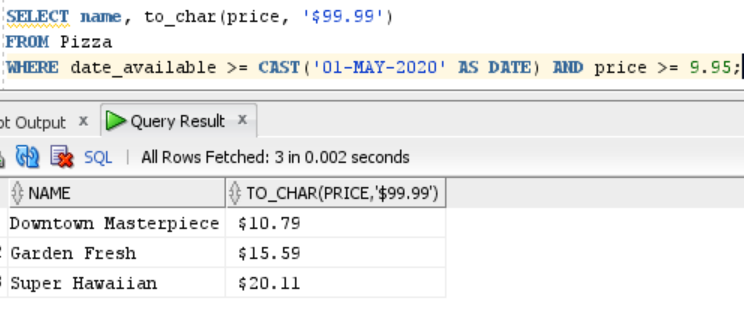 SELECT name, to_char(price, '$99.99')
FROM Pizza
WHERE date_available >= CAST('01-MAY-2020' AS DATE) AND price >= 9.95;
ot Output x Query Result x
SQL | All Rows Fetched: 3 in 0.002 seconds
NAME TO_CHAR(PRICE,'$99.99')
Downtown Masterpiece $10.79
Garden Fresh $15.59
Super Hawaiian $20.11